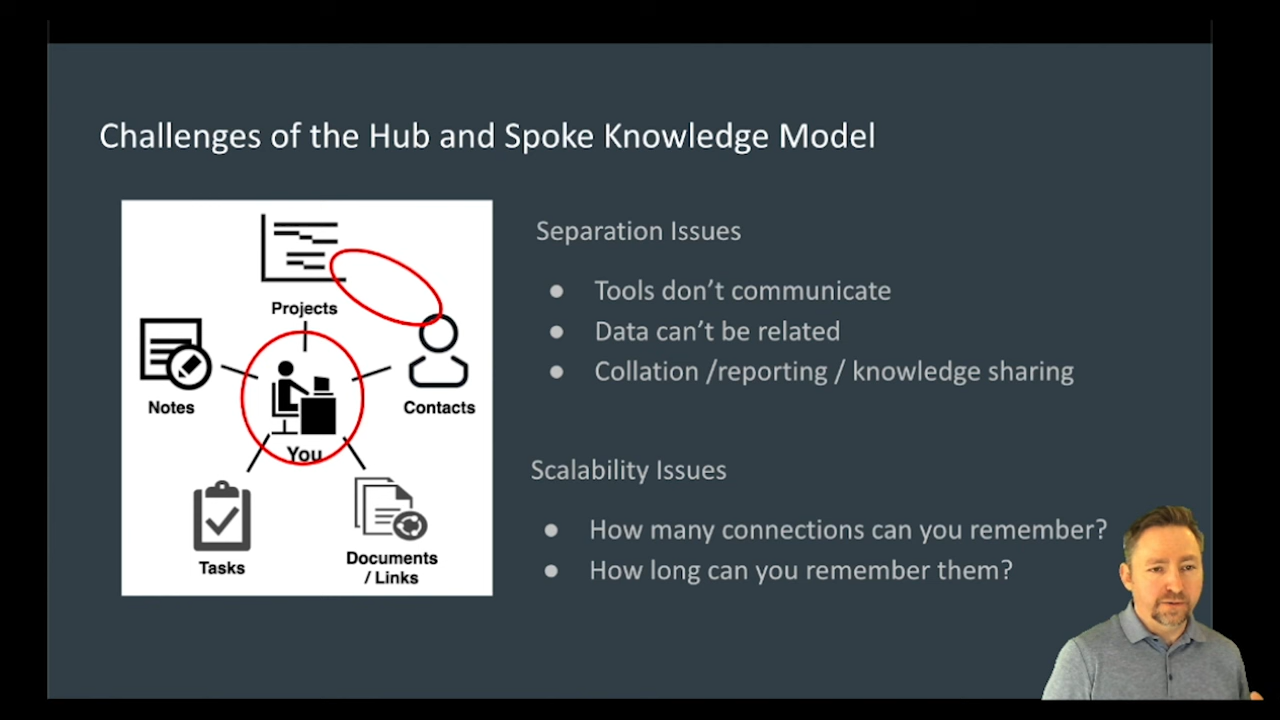 Challenges of the Hub and Spoke Knowledge Model
Projects
Notes
Contacts
You
Tasks
Documents
/ Links
Separation Issues
● Tools don’t communicate
● Data can’t be related
● Collation /reporting / knowledge sharing
Scalability Issues
● How many connections can you remember?
● How long can you remember them?